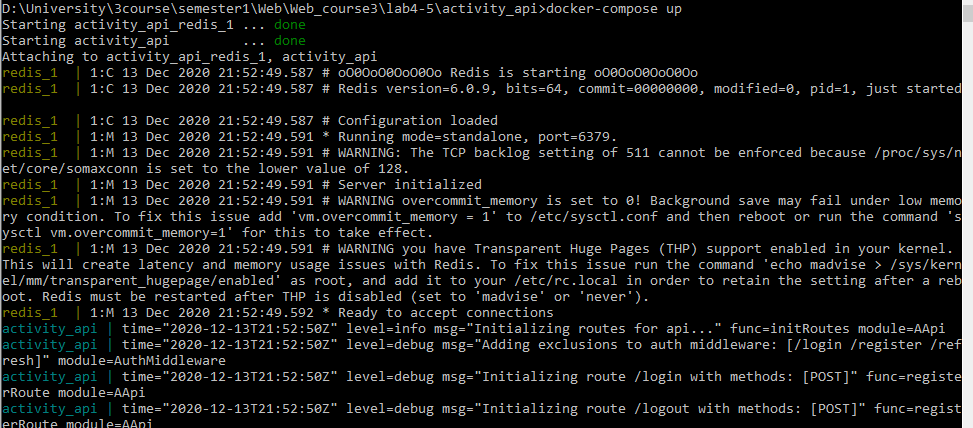 D:\University\3course\semester1\Web\Web_course3\lab4-5\activity_api>docker-compose up
Starting activity_api_redis_1 ... done
Starting activity_api         ... done
Attaching to activity_api_redis_1, activity_api
redis_1  | 1:C 13 Dec 2020 21:52:49.587 # oO0OoO0OoO0Oo Redis is starting oO0OoO0OoO0Oo
redis_1  | 1:C 13 Dec 2020 21:52:49.587 # Redis version=6.0.9, bits=64, commit=00000000, modified=0, pid=1, just started
redis_1  | 1:C 13 Dec 2020 21:52:49.587 # Configuration loaded
redis_1  | 1:M 13 Dec 2020 21:52:49.591 * Running mode=standalone, port=6379.
redis_1  | 1:M 13 Dec 2020 21:52:49.591 # WARNING: The TCP backlog setting of 511 cannot be enforced because /proc/sys/n
et/core/somaxconn is set to the lower value of 128.
redis_1  | 1:M 13 Dec 2020 21:52:49.591 # Server initialized
redis_1  | 1:M 13 Dec 2020 21:52:49.591 # WARNING overcommit_memory is set to 0! Background save may fail under low memo
ry condition. To fix this issue add 'vm.overcommit_memory = 1' to /etc/sysctl.conf and then reboot or run the command 's
ysctl vm.overcommit_memory=1' for this to take effect.
redis_1  | 1:M 13 Dec 2020 21:52:49.591 # WARNING you have Transparent Huge Pages (THP) support enabled in your kernel.
This will create latency and memory usage issues with Redis. To fix this issue run the command 'echo madvise > /sys/kern
el/mm/transparent_hugepage/enabled' as root, and add it to your /etc/rc.local in order to retain the setting after a reb
oot. Redis must be restarted after THP is disabled (set to 'madvise' or 'never').
redis_1  | 1:M 13 Dec 2020 21:52:49.592 * Ready to accept connections
activity_api | time="2020-12-13T21:52:50Z" level=info msg="Initializing routes for api..." func=initRoutes module=AApi
activity_api | time="2020-12-13T21:52:50Z" level=debug msg="Adding exclusions to auth middleware: [/login /register /ref
resh]" module=AuthMiddleware
activity_api | time="2020-12-13T21:52:50Z" level=debug msg="Initializing route /login with methods: [POST]" func=registe
rRoute module=AApi
activity_api | time="2020-12-13T21:52:50Z" level=debug msg="Initializing route /logout with methods: [POST]" func=regist
erRoute module=AApi